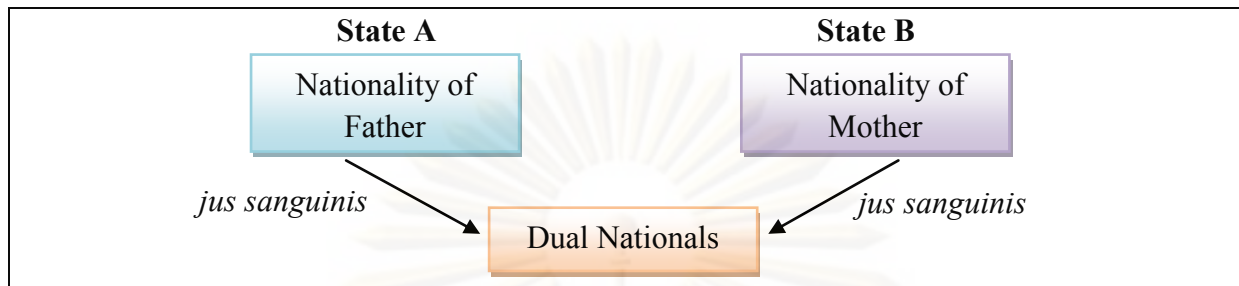 State A
State B
Nationality of
Father
Nationality of
Mother
jus sanguinis
jus sanguinis
Dual Nationals